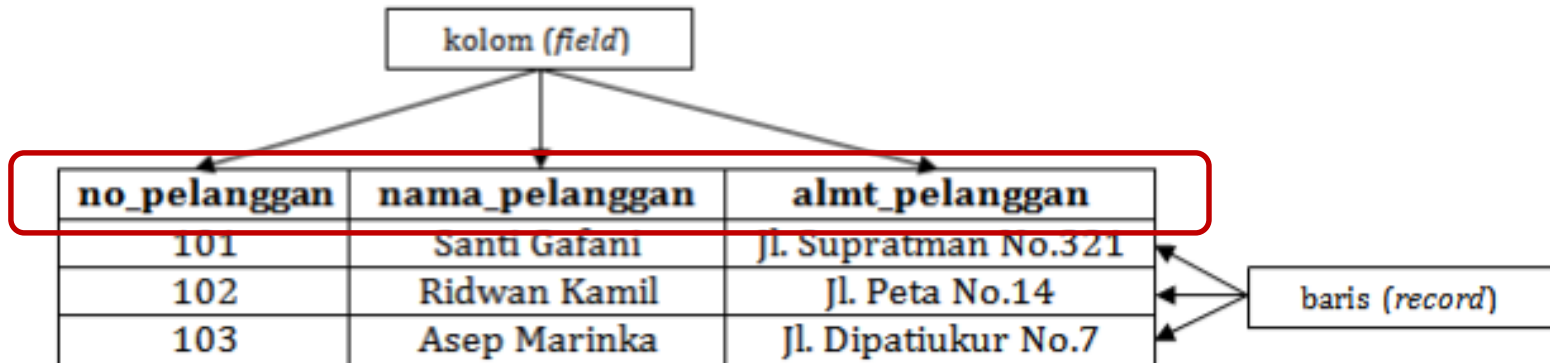 kolom (field)
no_pelanggan nama_pelanggan almt_pelanggan
101 Santi Gafani Jl. Supratman No.321
102 Ridwan Kamil Jl. Peta No.14
baris (record)
103 Asep Marinka Jl. Dipatiukur No.7